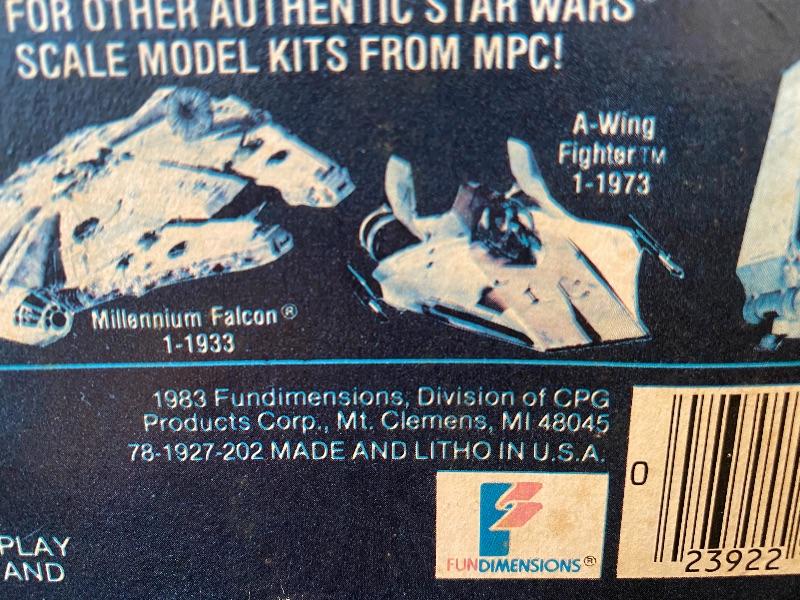 FOR OTHER AUTHENTIC STAR WARS®
SCALE MODEL KITS FROM MPC!
A-Wing
Fighter™
1-1973
Millennium Falcon®
1-1933
1983 Fundimensions, Division of CPG
Products Corp., Mt. Clemens, MI 48045
78-1927-202 MADE AND LITHO IN U.S.A.
FUNDIMENSIONS®
PLAY
AND
0
23922